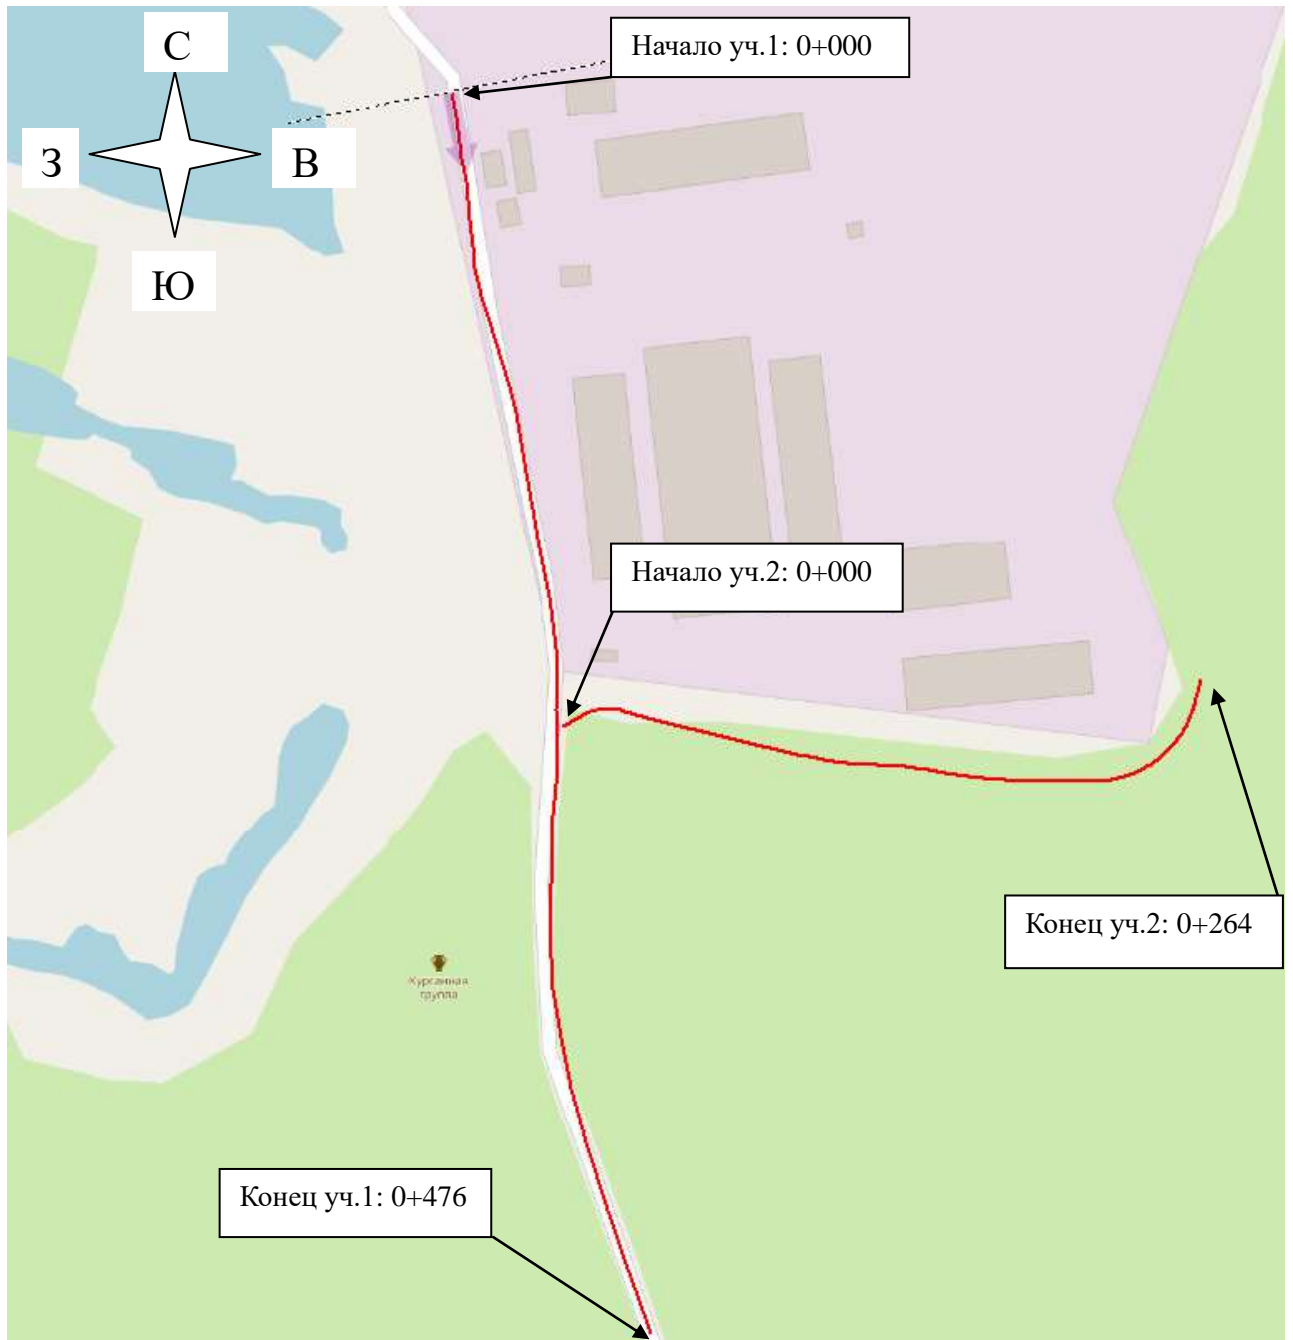 С
Начало уч.1: 0+000
З
В
Ю
Начало уч.2: 0+000
Конец уч.2: 0+264
Курганная
группа
Конец уч.1: 0+476